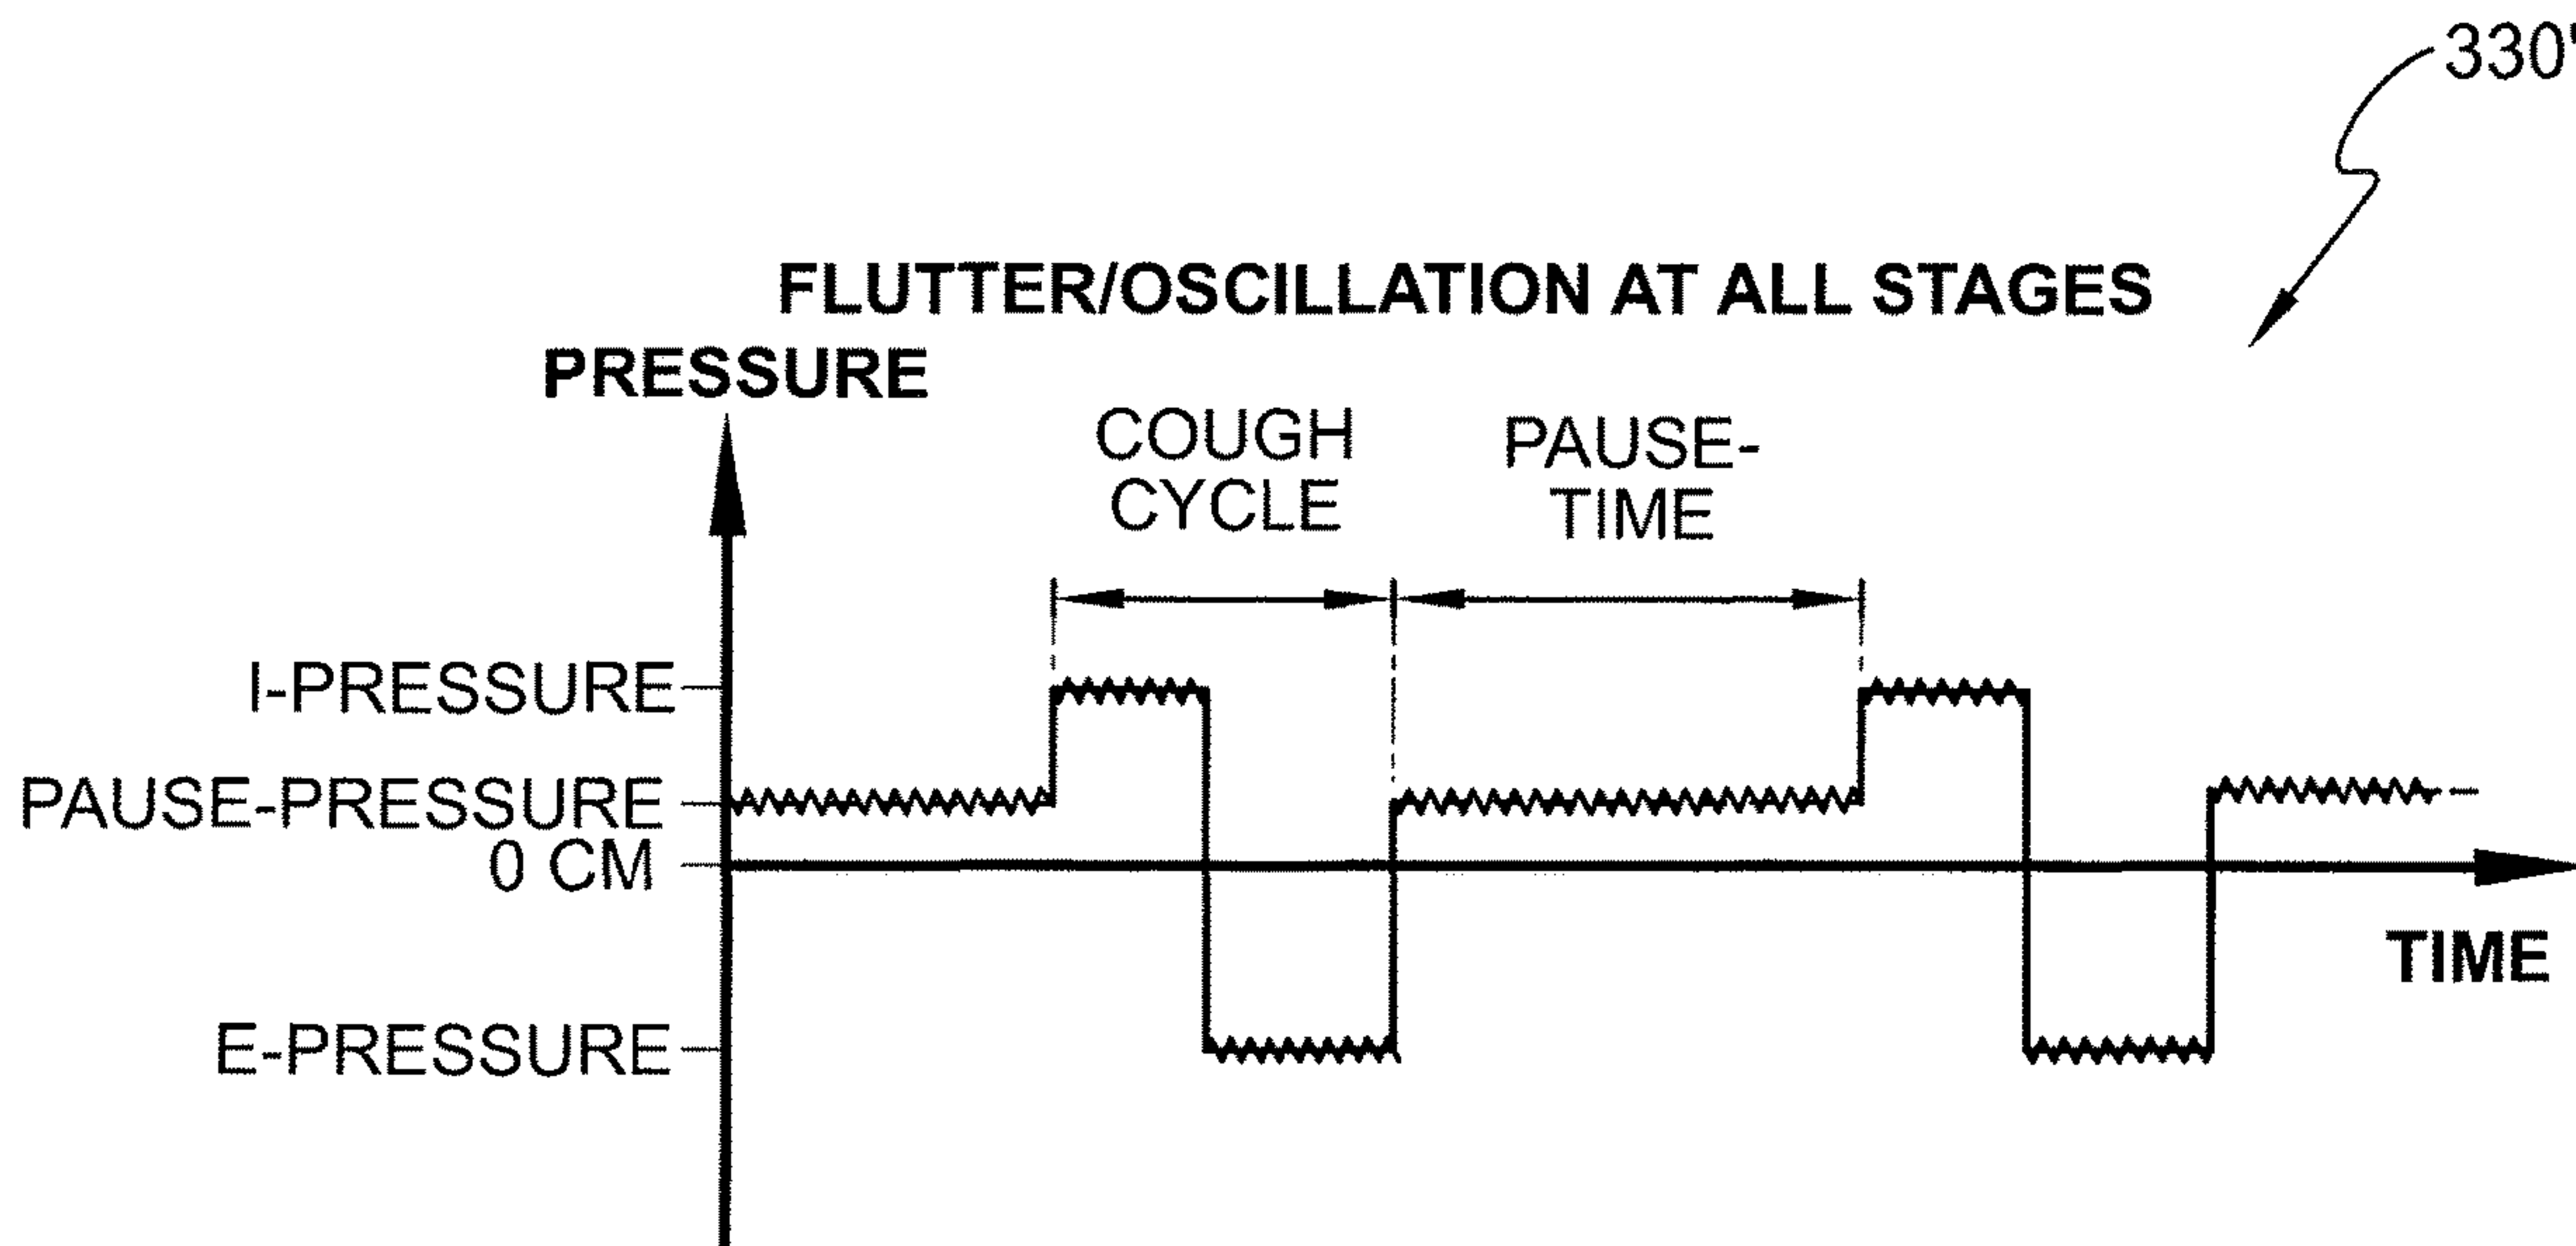 330'
FLUTTER/OSCILLATION AT ALL STAGES
PRESSURE
COUGH
CYCLE
PAUSE-
TIME
I-PRESSURE
PAUSE-PRESSURE
0 CM
TIME
E-PRESSURE